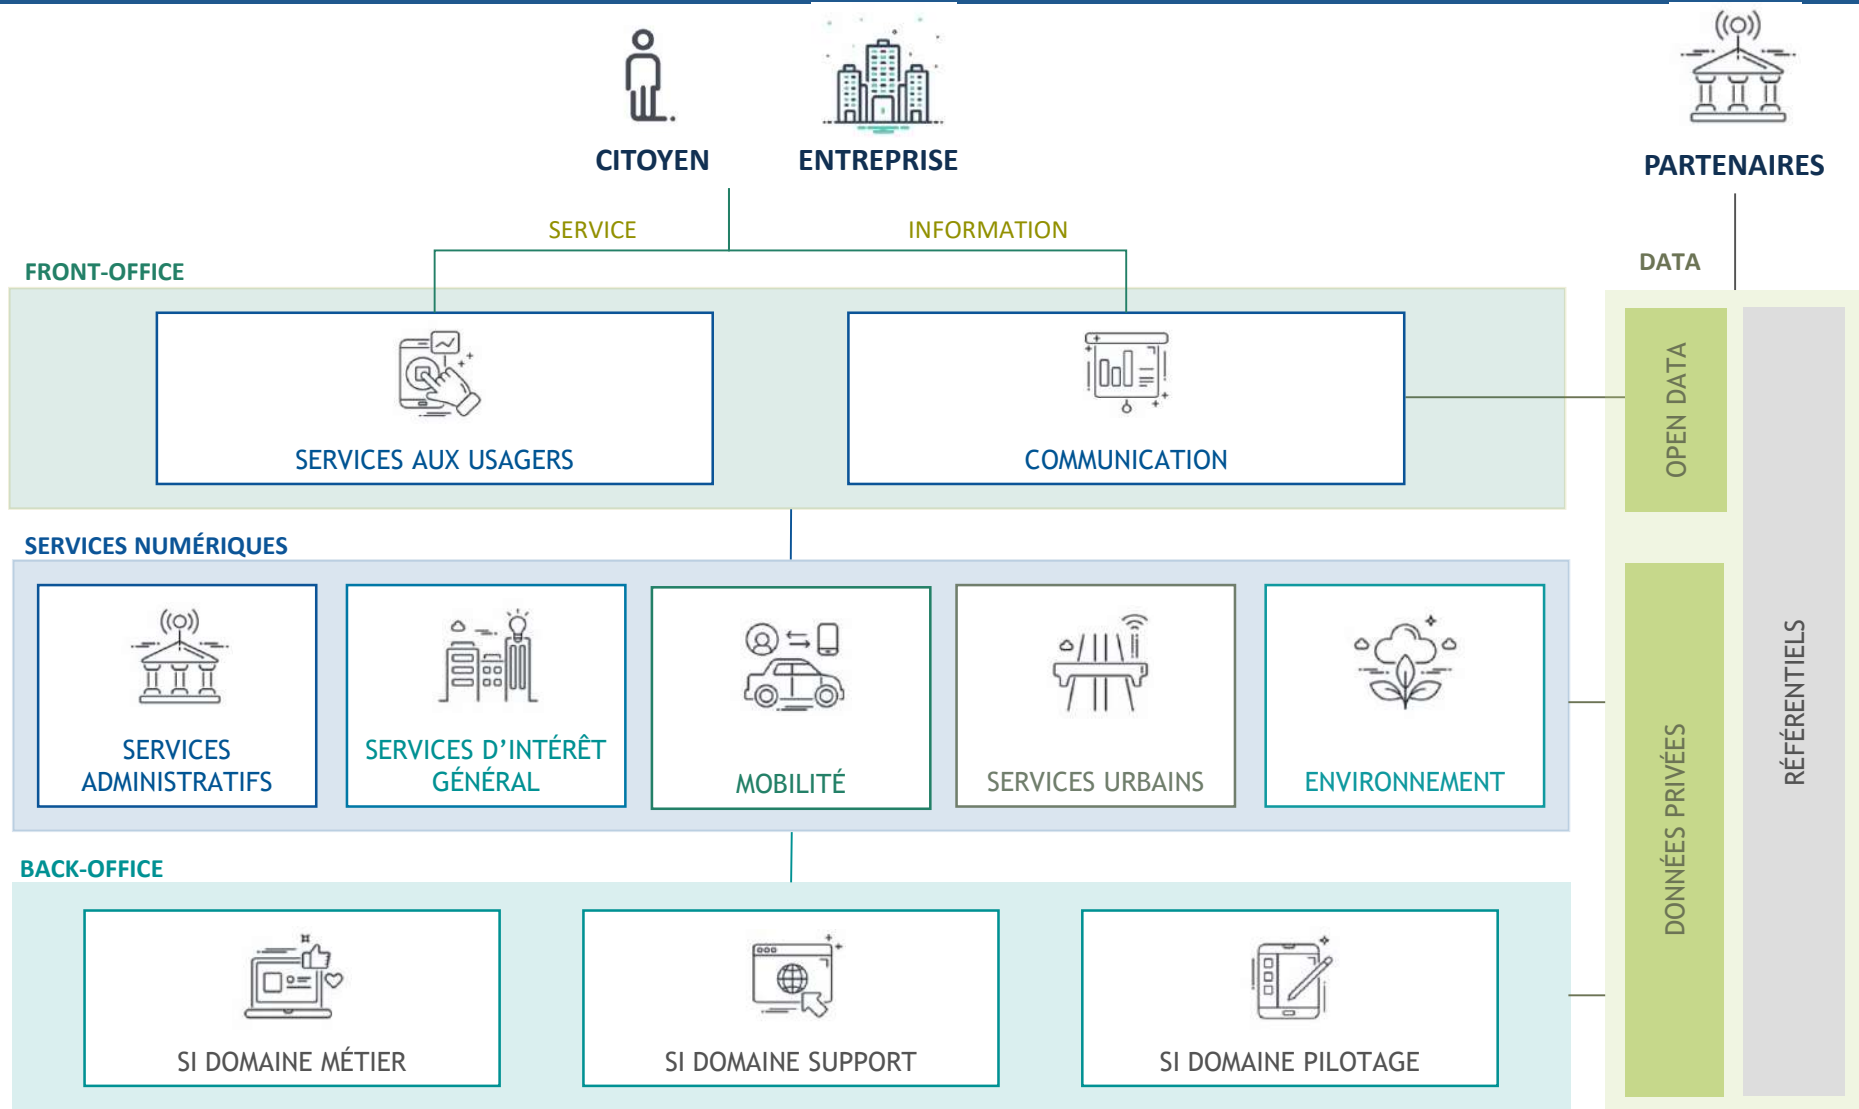 CITOYEN
ENTREPRISE
PARTENAIRES
SERVICE
INFORMATION
FRONT-OFFICE
DATA
SERVICES AUX USAGERS
COMMUNICATION
OPEN DATA
SERVICES NUMÉRIQUES
SERVICES
ADMINISTRATIFS
SERVICES D'INTÉRÊT
GÉNÉRAL
MOBILITÉ
SERVICES URBAINS
ENVIRONNEMENT
DONNÉES PRIVÉES
RÉFÉRENTIELS
BACK-OFFICE
SI DOMAINE MÉTIER
SI DOMAINE SUPPORT
SI DOMAINE PILOTAGE